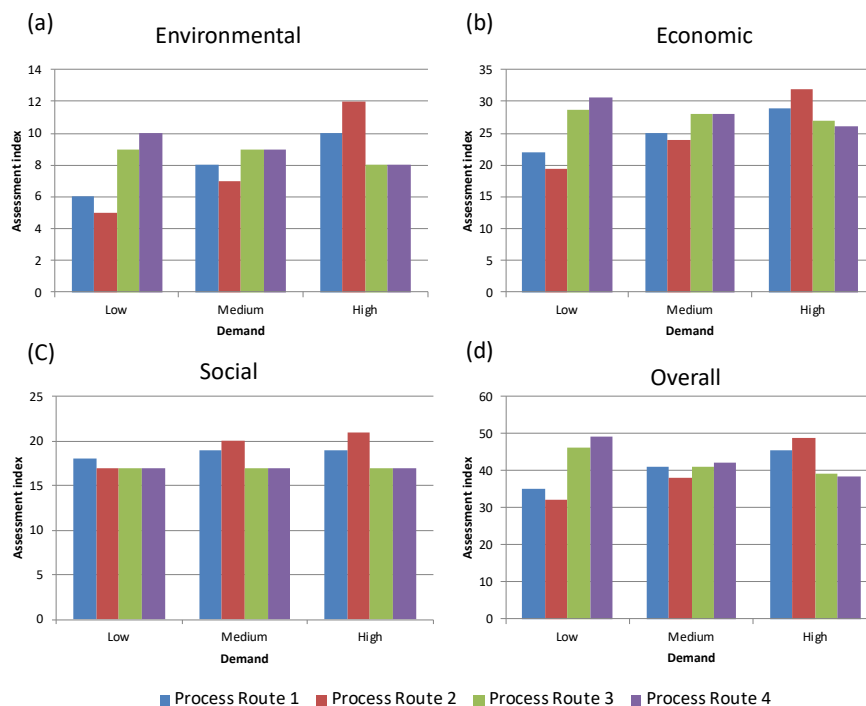 (a)
Environmental
Assessment index
14
12
10
8
6
4
2
0
Low Medium High
Demand
(b)
Economic
Assessment index
35
30
25
20
15
10
5
0
Low Medium High
Demand
(C)
Social
Assessment index
25
20
15
10
5
0
Low Medium High
Demand
(d)
Overall
Assessment index
60
50
40
30
20
10
0
Low Medium High
Demand
Process Route 1 Process Route 2 Process Route 3 Process Route 4